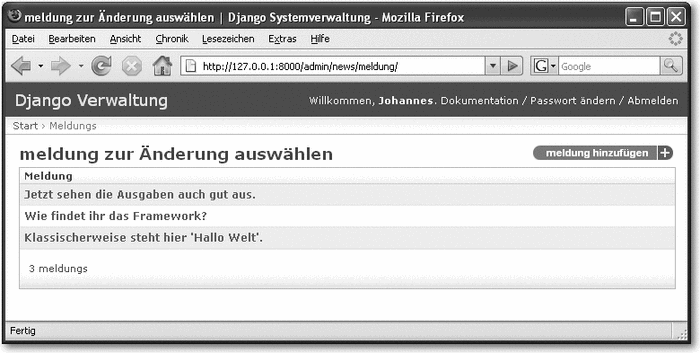 meldung zur Änderung auswählen | Django Systemverwaltung - Mozilla Firefox
Datei Bearbeiten Ansicht Chronik Lesezeichen Extras Hilfe
http://127.0.0.1:8000/admin/news/meldung/
G Google
Django Verwaltung
Willkommen, Johannes. Dokumentation / Passwort ändern / Abmelden
Start › Meldungs
meldung zur Änderung auswählen
meldung hinzufügen +
Meldung
Jetzt sehen die Ausgaben auch gut aus.
Wie findet ihr das Framework?
Klassischerweise steht hier 'Hallo Welt'.
3 meldungs
Fertig